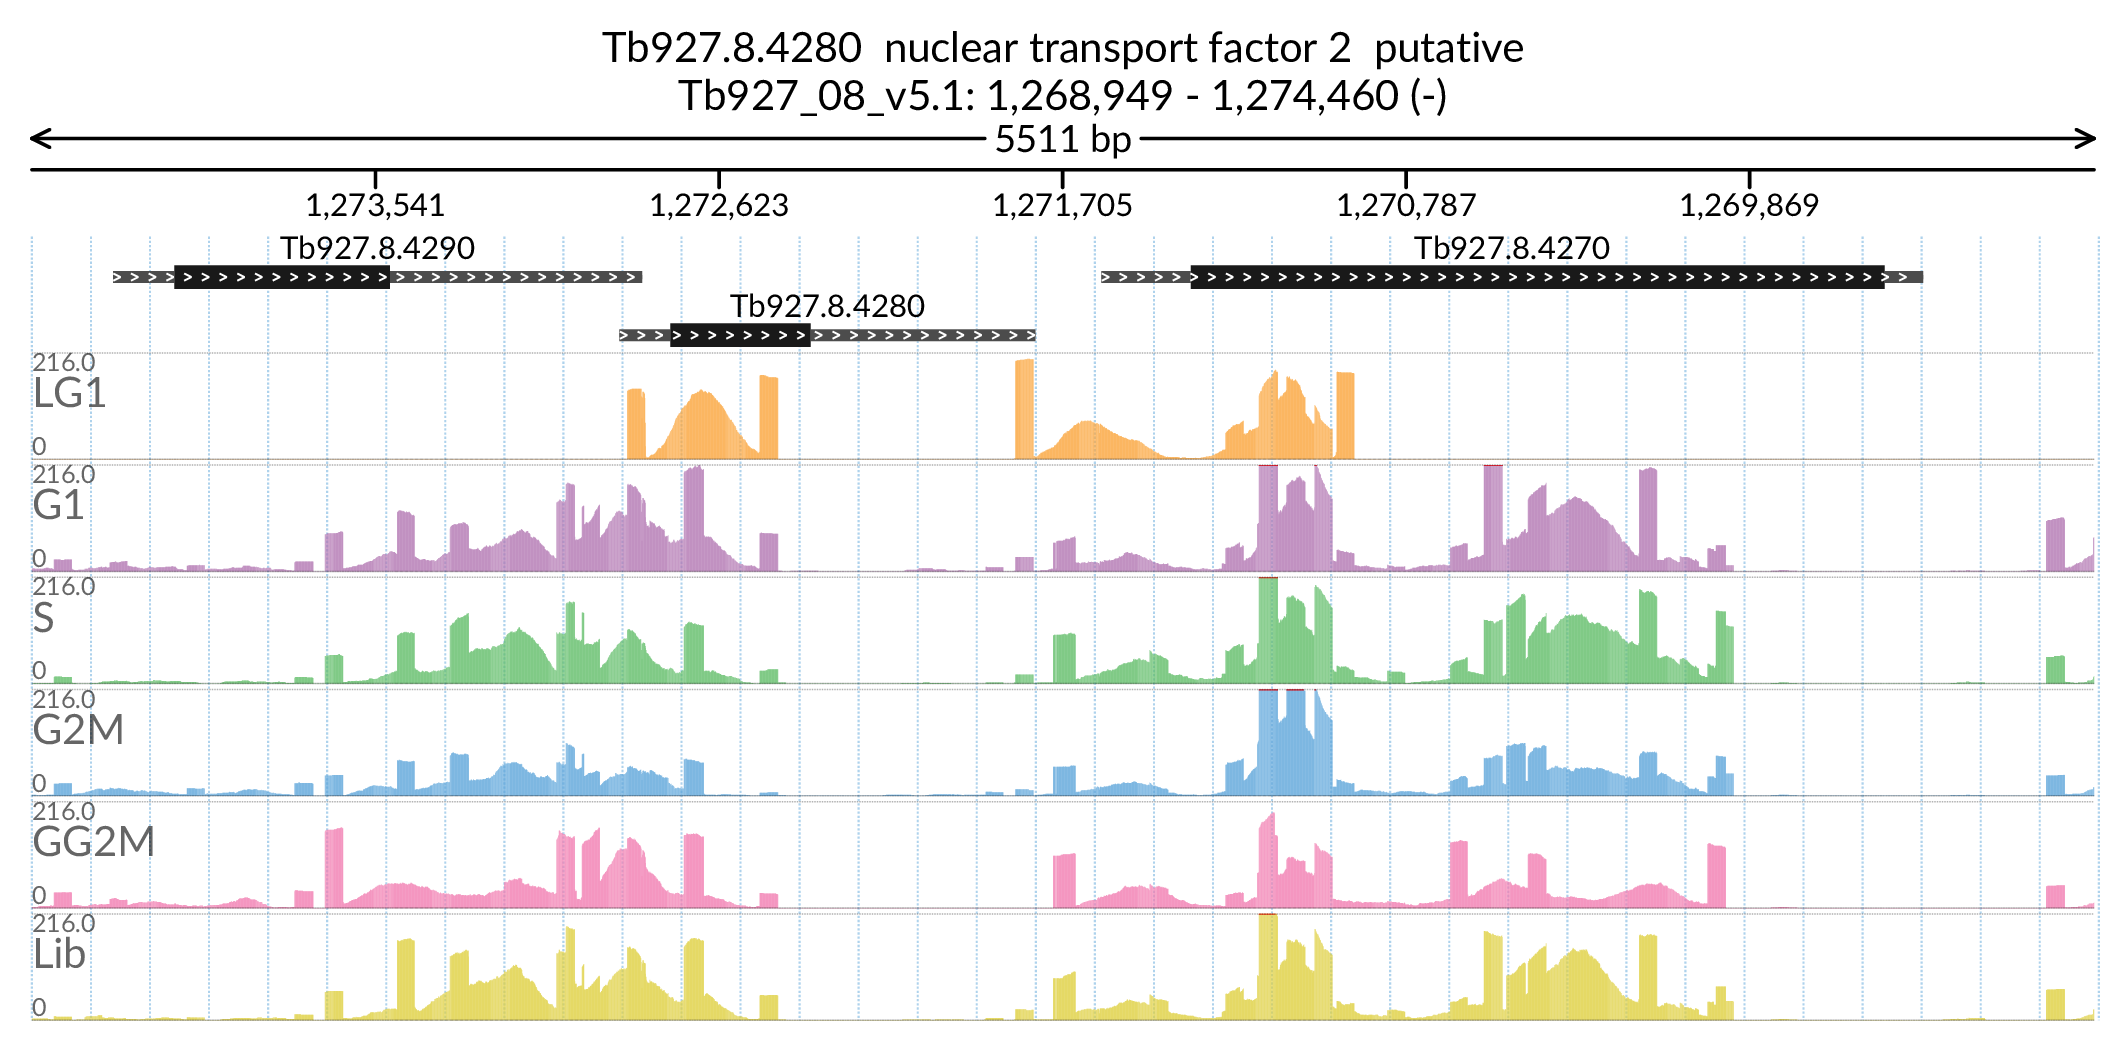 Tb927.8.4280 nuclear transport factor 2 putative
Tb927_08_v5.1: 1,268,949 - 1,274,460 (-)
5511 bp
1,273,541 1,272,623 1,271,705 1,270,787 1,269,869
Tb927.8.4290 Tb927.8.4270
Tb927.8.4280
216.0
LG1
0
216.0
G1
0
216.0
S
0
216.0
G2M
0
216.0
GG2M
0
216.0
Lib
0